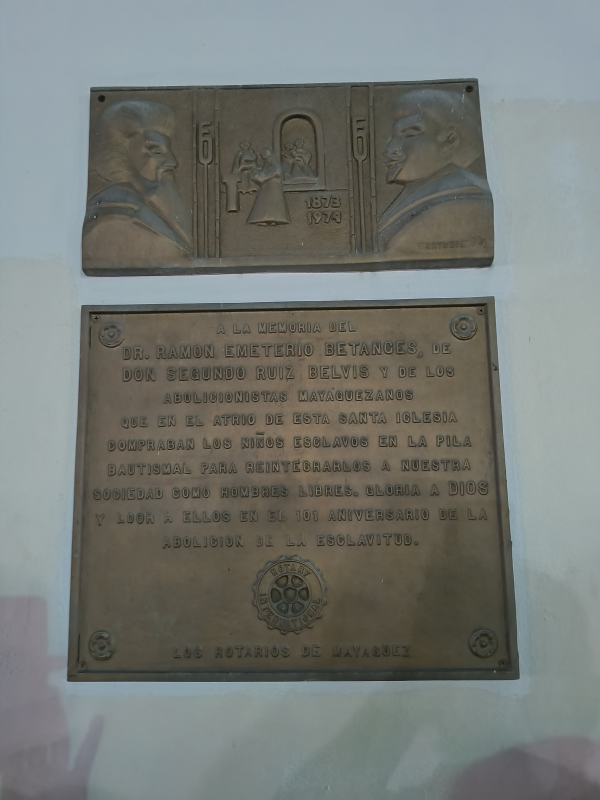 1873
1974
A LA MEMORIA DEL
DR. RAMON EMETERIO BETANCES, DE
DON SEGUNDO RUIZ BELVIS Y DE LOS
ABOLICIONISTAS MAYAGUEZANOS
QUE EN EL ATRIO DE ESTA SANTA IGLESIA
COMPRABAN LOS NIÑOS ESCLAVOS EN LA PILA
BAUTISMAL PARA REINTEGRARLOS A NUESTRA
SOCIEDAD COMO HOMBRES LIBRES. GLORIA A DIOS
Y LOOR A ELLOS EN EL 101 ANIVERSARIO DE LA
ABOLICION DE LA ESCLAVITUD.
ROTARY
INTERNATIONAL
LOS ROTARIOS DE MAYAGUEZ